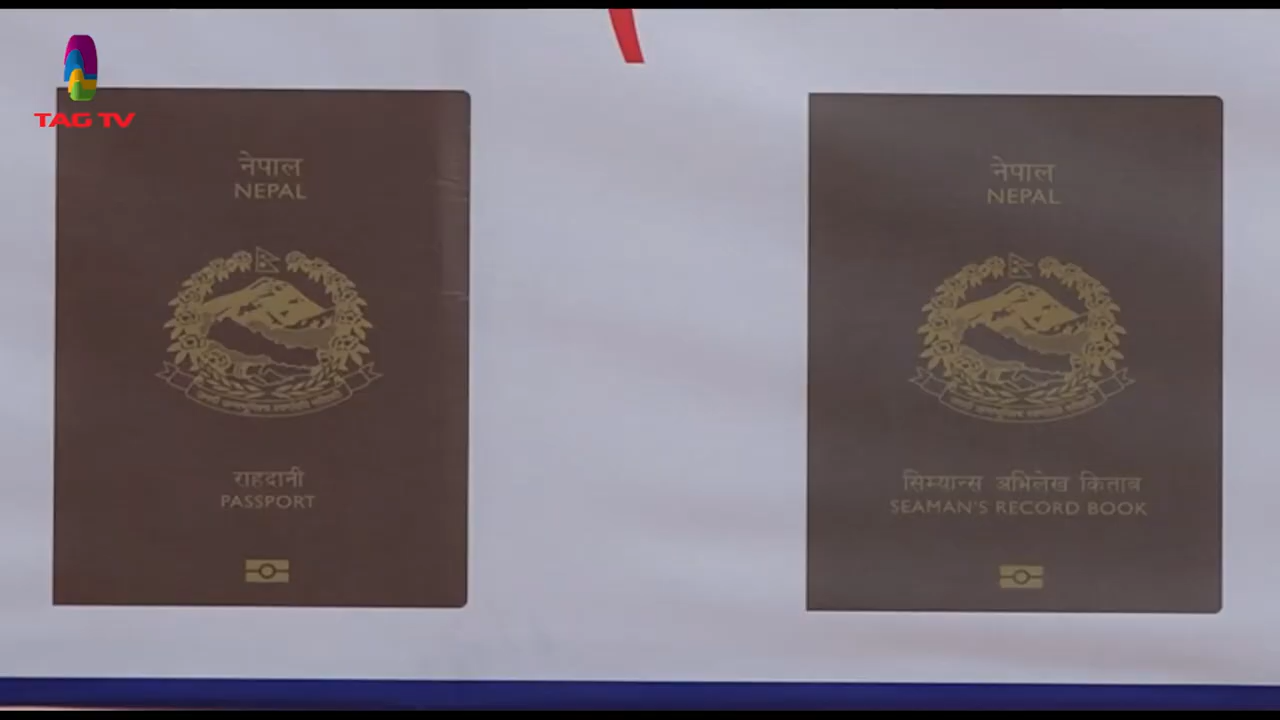 TAG TV
नेपाल
NEPAL
राहदानी
PASSPORT
नेपाल
NEPAL
सिम्यान्स अभिलेख किताब
SEAMAN'S RECORD BOOK